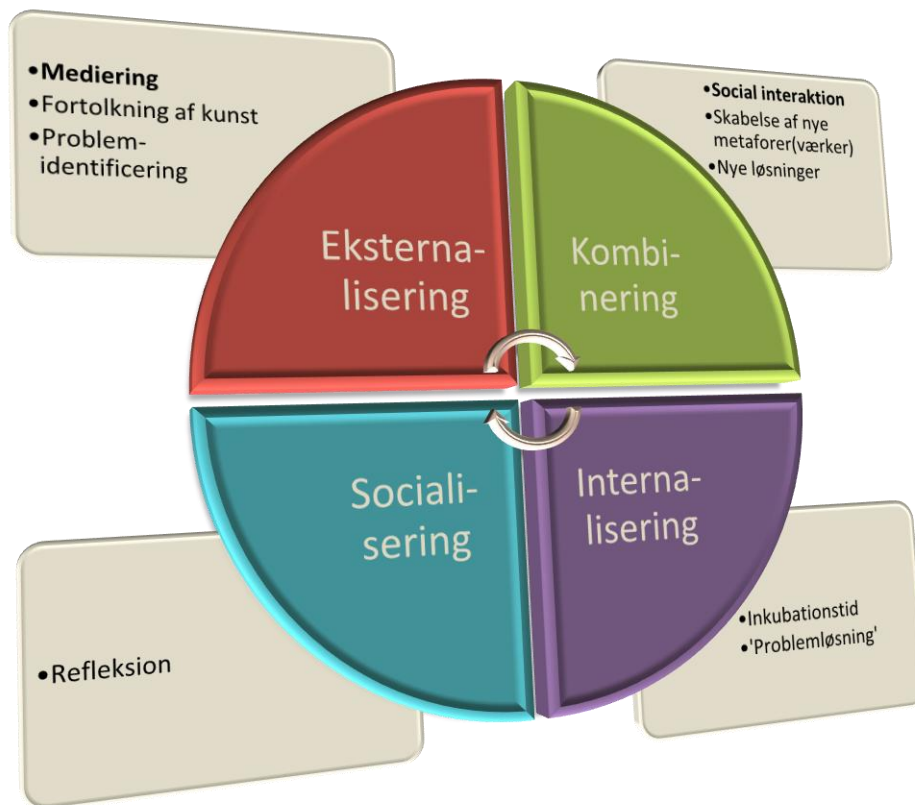 •Mediering
•Fortolkning af kunst
•Problem-
identificering
•Social interaktion
•Skabelse af nye
metaforer(værker)
•Nye løsninger
Eksterna-
lisering
Kombi-
nering
Sociali-
sering
Interna-
lisering
•Refleksion
•Inkubationstid
•'Problemløsning'